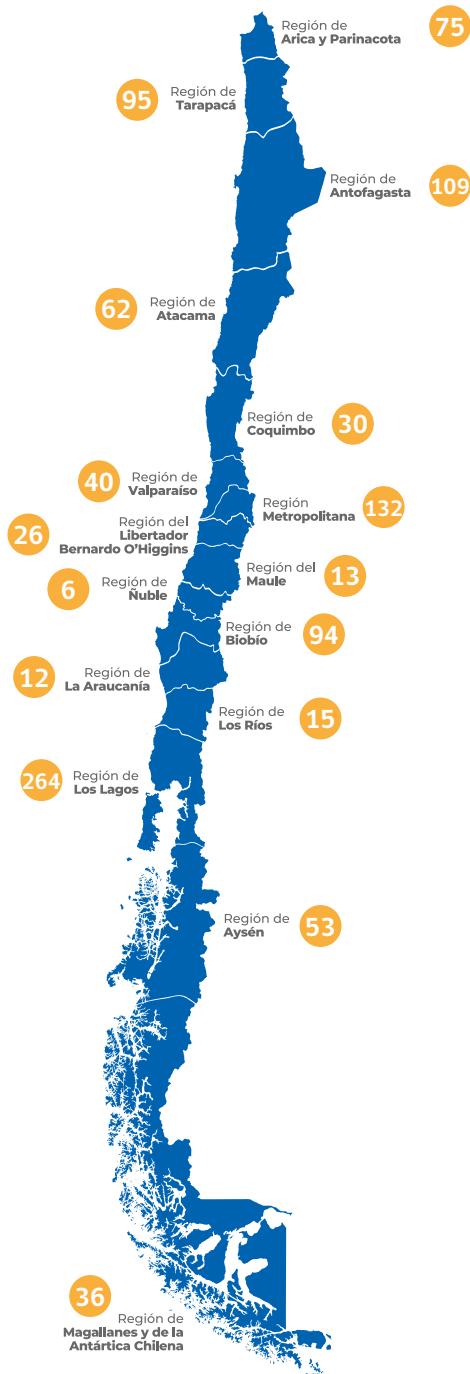 Región de
Arica y Parinacota
75
95
Región de
Tarapacá
Región de
Antofagasta
109
62
Región de
Atacama
Región de
Coquimbo
30
40
Región de
Valparaíso
Región
Metropolitana
132
26
Región del
Libertador
Bernardo O’Higgins
Región del
Maule
13
6
Región de
Ñuble
Región de
Biobío
94
12
Región de
La Araucanía
Región de
Los Ríos
15
264
Región de
Los Lagos
Región de
Aysén
53
36
Región de
Magallanes y de la
Antártica Chilena